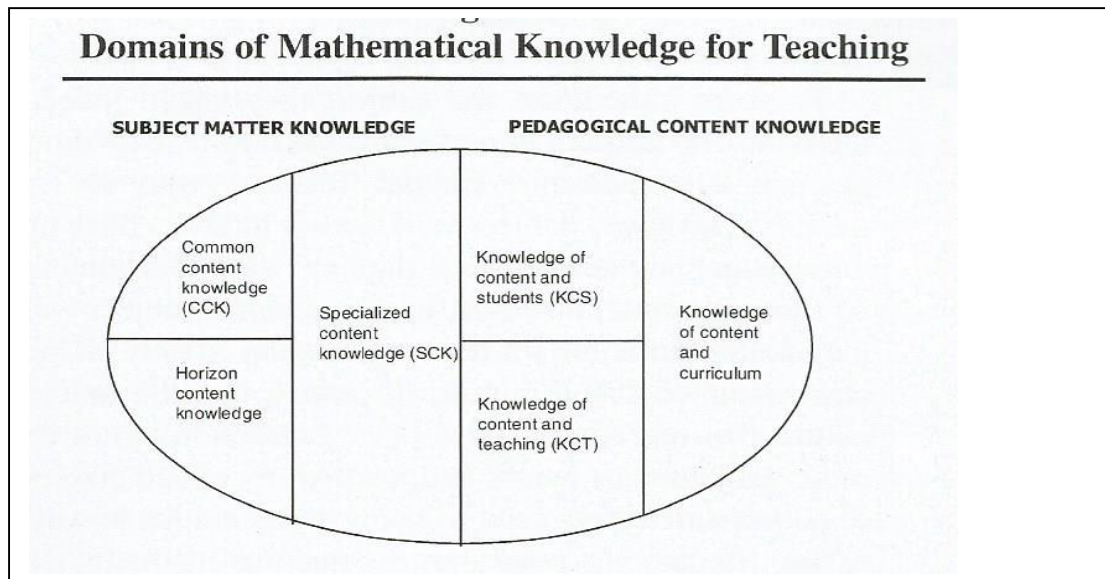 Domains of Mathematical Knowledge for Teaching
SUBJECT MATTER KNOWLEDGE
PEDAGOGICAL CONTENT KNOWLEDGE
Common
content
knowledge
(CCK)
Horizon
content
knowledge
Specialized
content
knowledge (SCK)
Knowledge of
content and
students (KCS)
Knowledge of
content and
teaching (KCT)
Knowledge
of content
and
curriculum